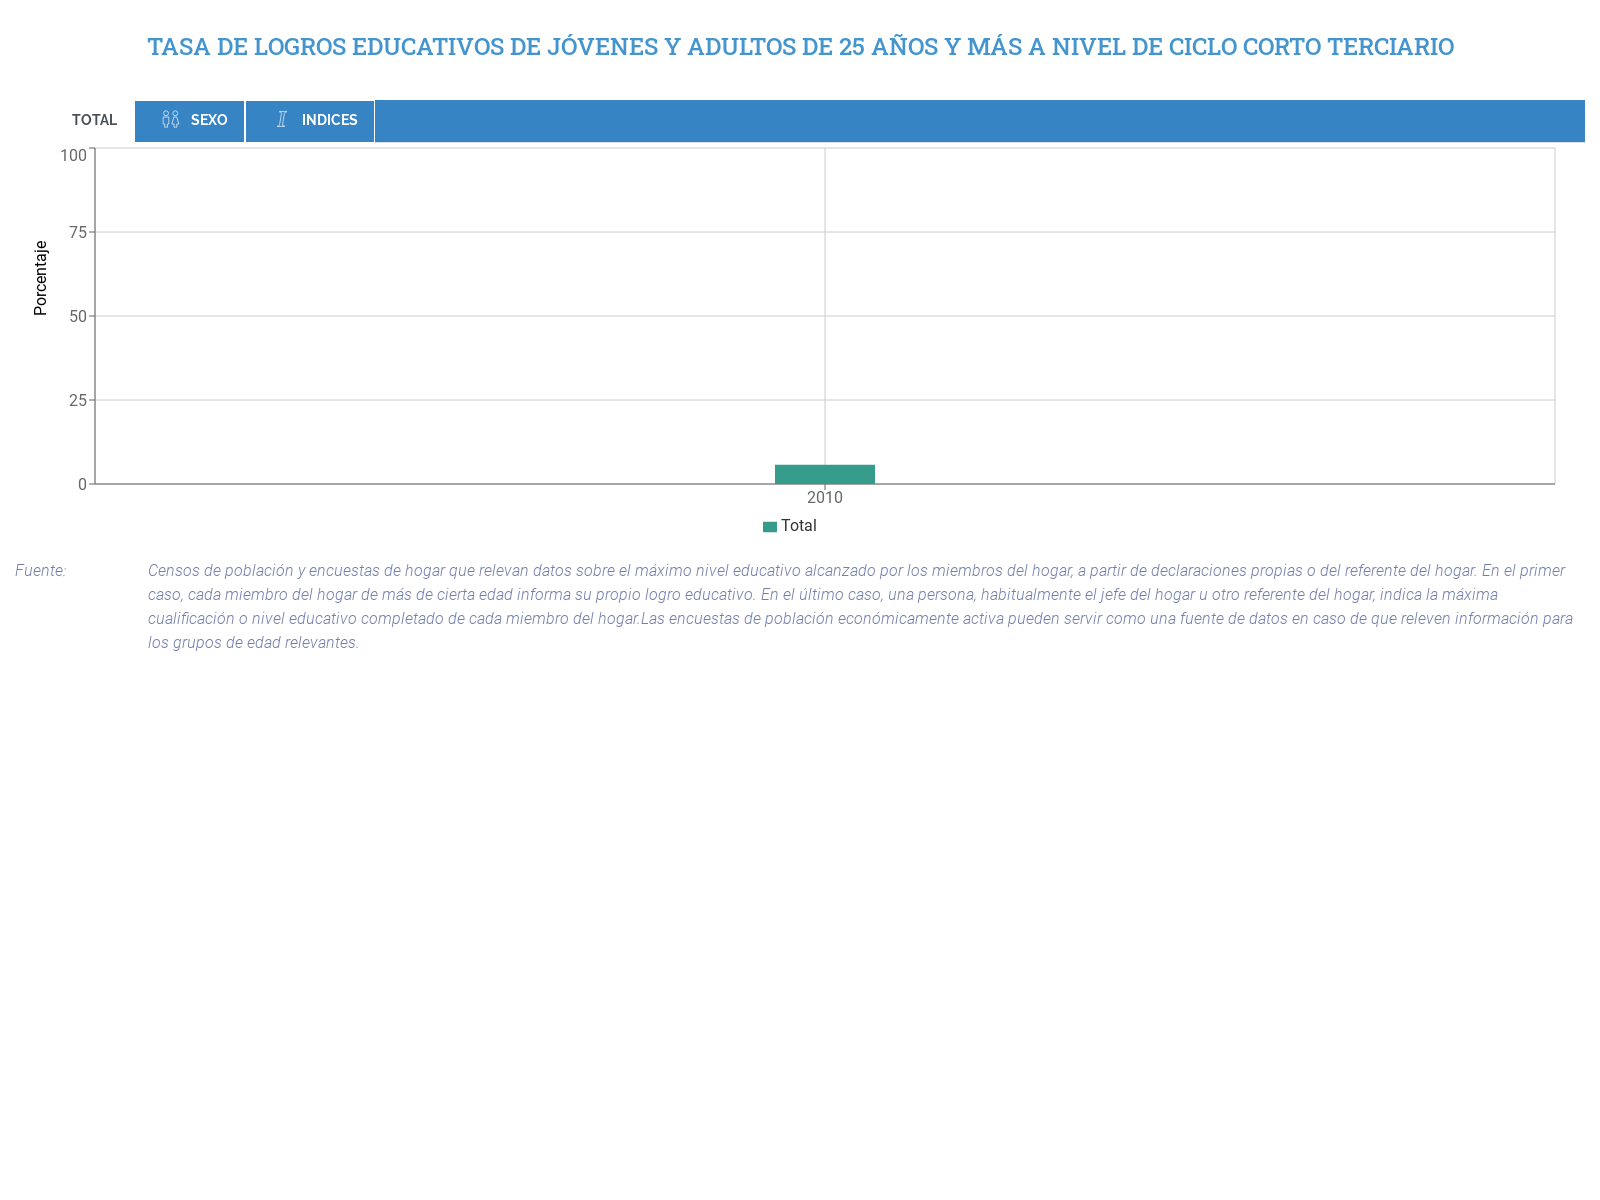 TASA DE LOGROS EDUCATIVOS DE JÓVENES Y ADULTOS DE 25 AÑOS Y MÁS A NIVEL DE CICLO CORTO TERCIARIO
TOTAL SEXO INDICES
100
75
50
25
0
Porcentaje
2010
Total
Fuente: Censos de población y encuestas de hogar que relevan datos sobre el máximo nivel educativo alcanzado por los miembros del hogar, a partir de declaraciones propias o del referente del hogar. En el primer
caso, cada miembro del hogar de más de cierta edad informa su propio logro educativo. En el último caso, una persona, habitualmente el jefe del hogar u otro referente del hogar, indica la máxima
cualificación o nivel educativo completado de cada miembro del hogar.Las encuestas de población económicamente activa pueden servir como una fuente de datos en caso de que releven información para
los grupos de edad relevantes.